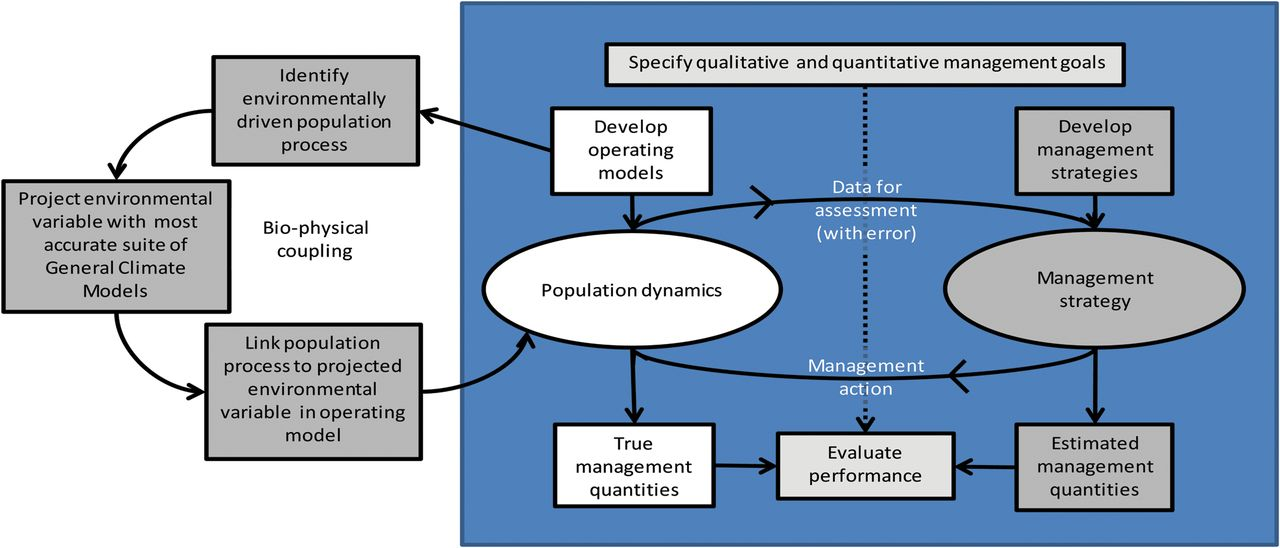 Specify qualitative and quantitative management goals
Identify
environmentally
driven population
process
Develop
operating
models
Develop
management
strategies
Project environmental
variable with most
accurate suite of
General Climate
Models
Bio-physical
coupling
Data for
assessment
(with error)
Population dynamics
Management
strategy
Link population
process to projected
environmental
variable in operating
model
Management
action
True
management
quantities
Evaluate
performance
Estimated
management
quantities